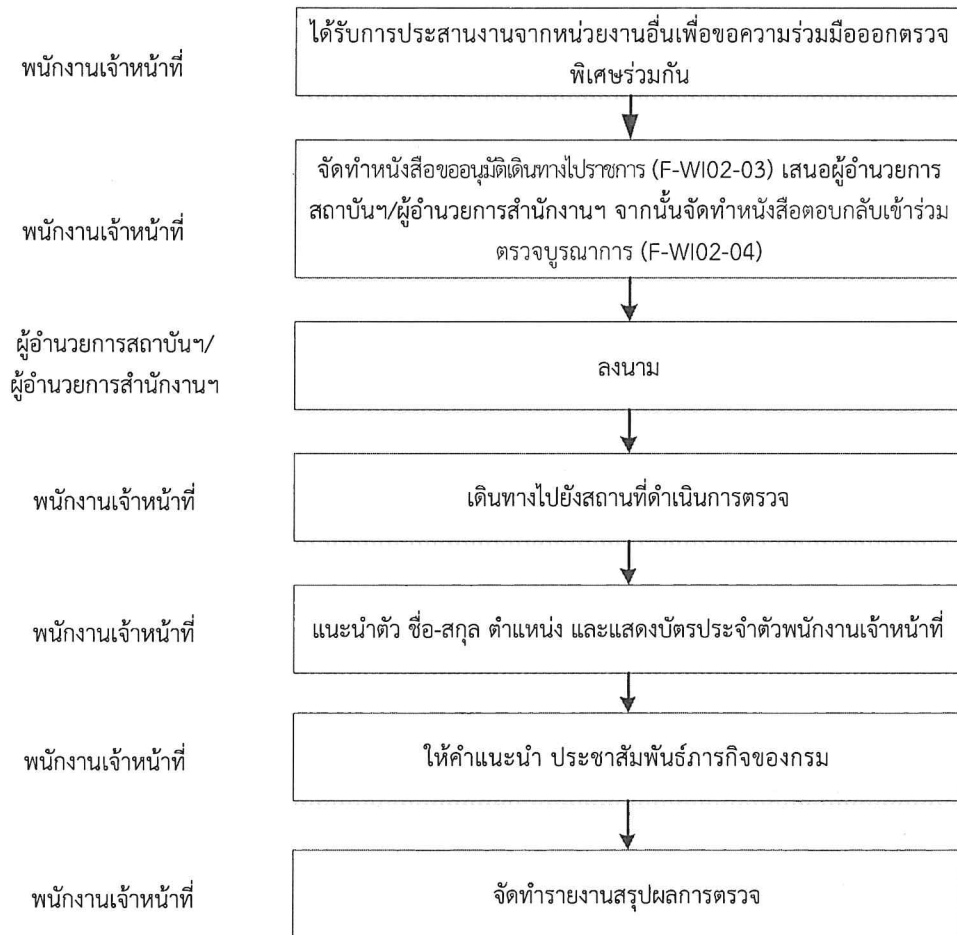 พนักงานเจ้าหน้าที่
ได้รับการประสานงานจากหน่วยงานอื่นเพื่อขอความร่วมมือออกตรวจ
พิเศษร่วมกัน
พนักงานเจ้าหน้าที่
จัดทำหนังสือขออนุมัติเดินทางไปราชการ (F-WI02-03) เสนอผู้อำนวยการ
สถาบันฯ/ผู้อำนวยการสำนักงานฯ จากนั้นจัดทำหนังสือตอบกลับเข้าร่วม
ตรวจบูรณาการ (F-WI02-04)
ผู้อำนวยการสถาบันฯ/
ผู้อำนวยการสำนักงานฯ
ลงนาม
พนักงานเจ้าหน้าที่
เดินทางไปยังสถานที่ดำเนินการตรวจ
พนักงานเจ้าหน้าที่
แนะนำตัว ชื่อ-สกุล ตำแหน่ง และแสดงบัตรประจำตัวพนักงานเจ้าหน้าที่
พนักงานเจ้าหน้าที่
ให้คำแนะนำ ประชาสัมพันธ์ภารกิจของกรม
พนักงานเจ้าหน้าที่
จัดทำรายงานสรุปผลการตรวจ